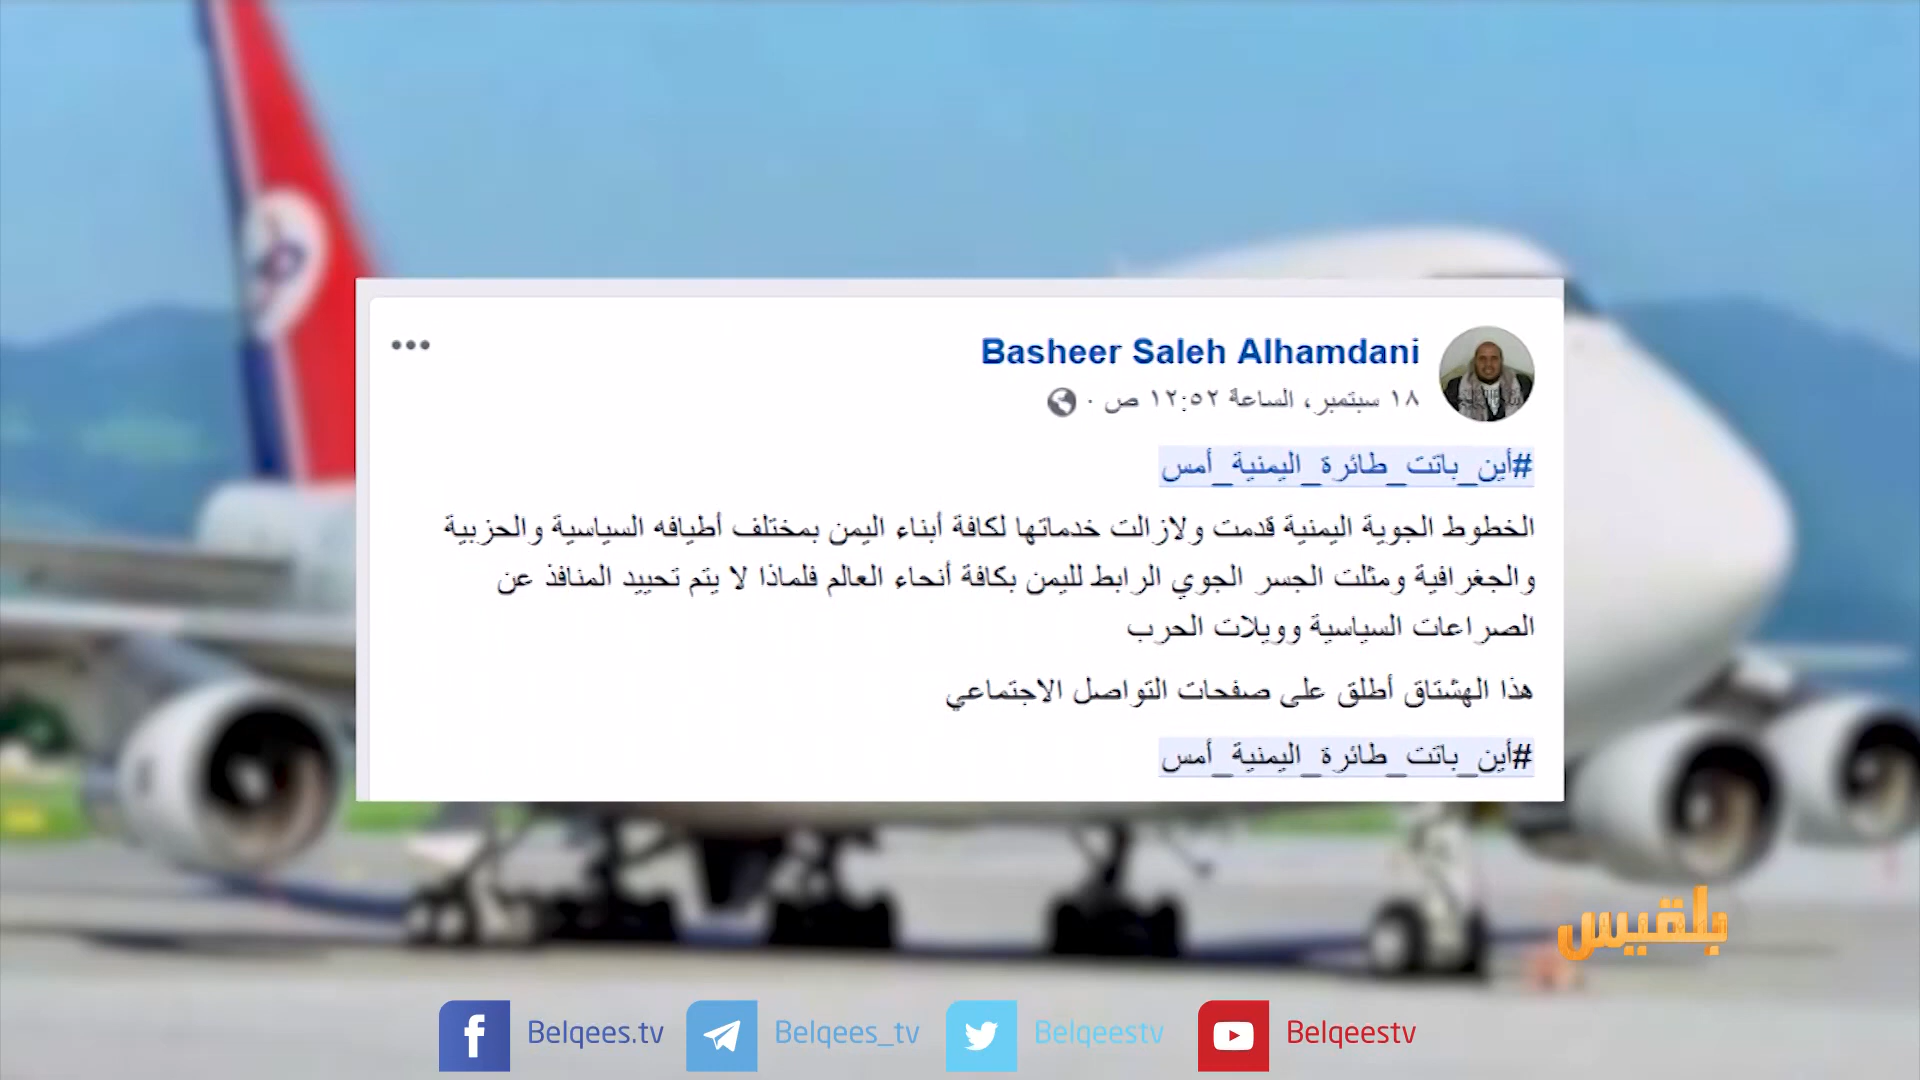 Basheer Saleh Alhamdani
١٨ سبتمبر، الساعة ١٢:٥٢ ص ·
#أين_باتت_طائرة_اليمنية_أمس
الخطوط الجوية اليمنية قدمت ولازالت خدماتها لكافة أبناء اليمن بمختلف أطيافه السياسية والحزبية
والجغرافية ومثلت الجسر الجوي الرابط لليمن بكافة أنحاء العالم فلماذا لا يتم تحييد المنافذ عن
الصراعات السياسية وويلات الحرب
هذا الهشتاق أطلق على صفحات التواصل الاجتماعي
#أين_باتت_طائرة_اليمنية_أمس
بلقيس
Belqees.tv
Belqees_tv
Belqeestv
Belqeestv